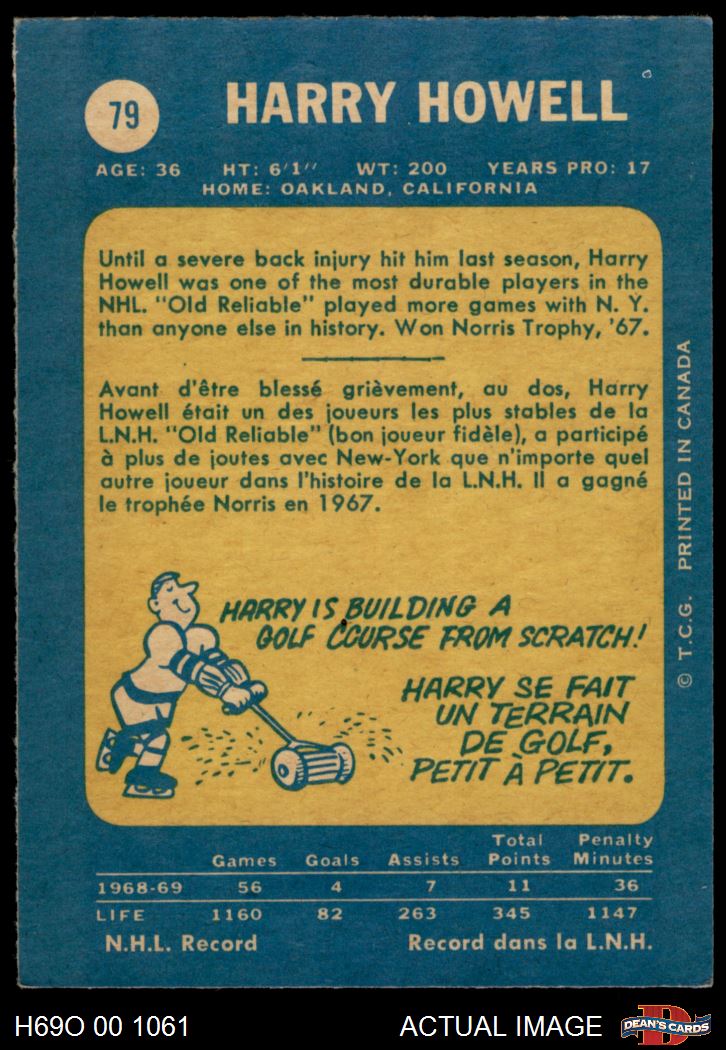 79
HARRY HOWELL
AGE: 36 HT: 6'1" WT: 200 YEARS PRO: 17
HOME: OAKLAND, CALIFORNIA
Until a severe back injury hit him last season, Harry
Howell was one of the most durable players in the
NHL. "Old Reliable" played more games with N. Y.
than anyone else in history. Won Norris Trophy, '67.
Avant d'être blessé grièvement, au dos, Harry
Howell était un des joueurs les plus stables de la
L.N.H. "Old Reliable" (bon joueur fidèle), a participé
à plus de joutes avec New-York que n'importe quel
autre joueur dans l'histoire de la L.N.H. Il a gagné
le trophée Norris en 1967.
HARRY IS BUILDING A
GOLF COURSE FROM SCRATCH!
HARRY SE FAIT
UN TERRAIN
DE GOLF,
PETIT À PETIT.
© T.C.G. PRINTED IN CANADA
Total Penalty
Games Goals Assists Points Minutes
1968-69 56 4 7 11 36
LIFE 1160 82 263 345 1147
N.H.L. Record Record dans la L.N.H.
H69O 00 1061 ACTUAL IMAGE
D
DEAN'S CARDS